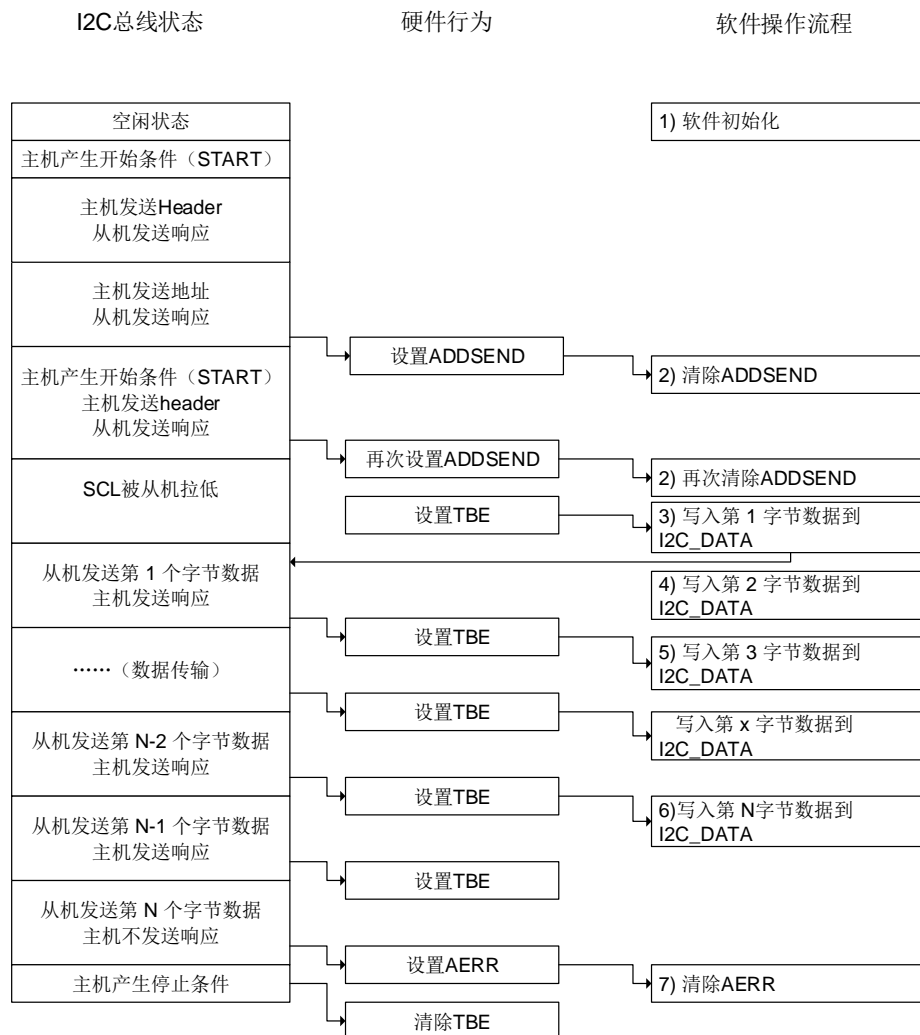 I2C总线状态
硬件行为
软件操作流程
空闲状态
1) 软件初始化
主机产生开始条件（START）
主机发送Header
从机发送响应
主机发送地址
从机发送响应
设置ADDSEND
2) 清除ADDSEND
主机产生开始条件（START）
主机发送header
从机发送响应
再次设置ADDSEND
2) 再次清除ADDSEND
SCL被从机拉低
设置TBE
3) 写入第 1 字节数据到
I2C_DATA
从机发送第 1 个字节数据
主机发送响应
4) 写入第 2 字节数据到
I2C_DATA
设置TBE
5) 写入第 3 字节数据到
I2C_DATA
……（数据传输）
设置TBE
写入第 x 字节数据到
I2C_DATA
从机发送第 N-2 个字节数据
主机发送响应
设置TBE
6)写入第 N字节数据到
I2C_DATA
从机发送第 N-1 个字节数据
主机发送响应
设置TBE
从机发送第 N 个字节数据
主机不发送响应
设置AERR
7) 清除AERR
主机产生停止条件
清除TBE